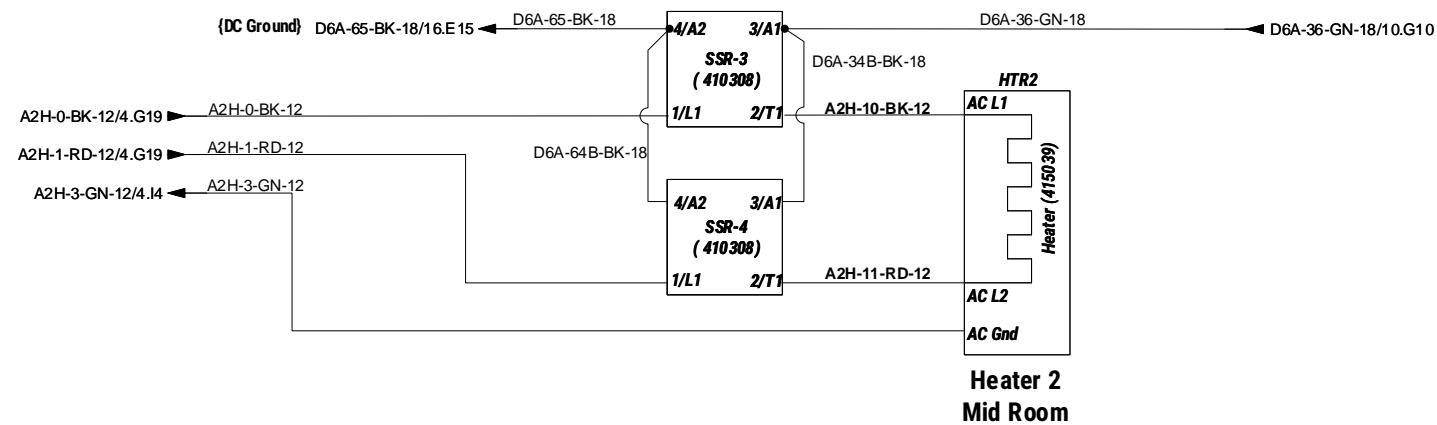 D6A-65-BK-18
D6A-36-GN-18
{DC Ground} D6A-65-BK-18/16.E15
4/A2 3/A1
D6A-36-GN-18/10.G10
SSR-3
( 410308)
D6A-34B-BK-18
HTR2
A2H-0-BK-12/4.G19
A2H-0-BK-12
1/L1 2/T1
A2H-10-BK-12
AC L1
A2H-1-RD-12/4.G19
A2H-1-RD-12
D6A-64B-BK-18
Heater (415039)
A2H-3-GN-12/4.I4
A2H-3-GN-12
4/A2 3/A1
SSR-4
( 410308)
1/L1 2/T1
A2H-11-RD-12
AC L2
AC Gnd
Heater 2
Mid Room